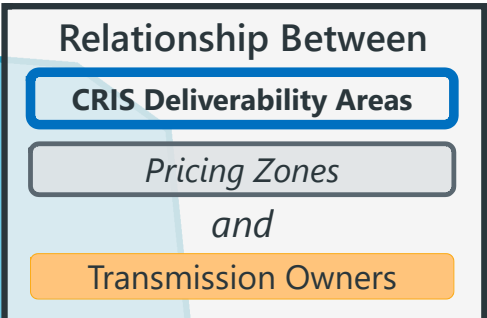 Relationship Between
CRIS Deliverability Areas
Pricing Zones
and
Transmission Owners